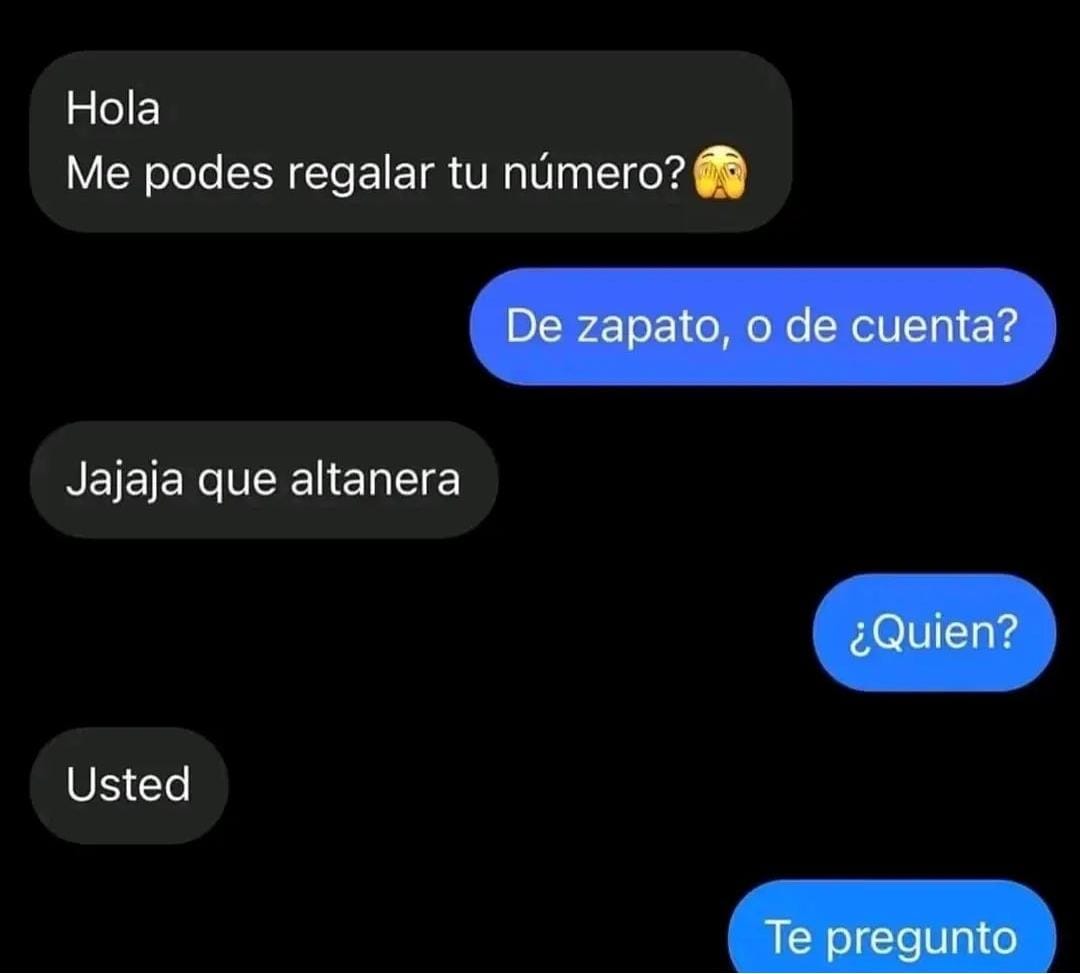 Hola
Me podes regalar tu número?🫣
De zapato, o de cuenta?
Jajaja que altanera
¿Quien?
Usted
Te pregunto